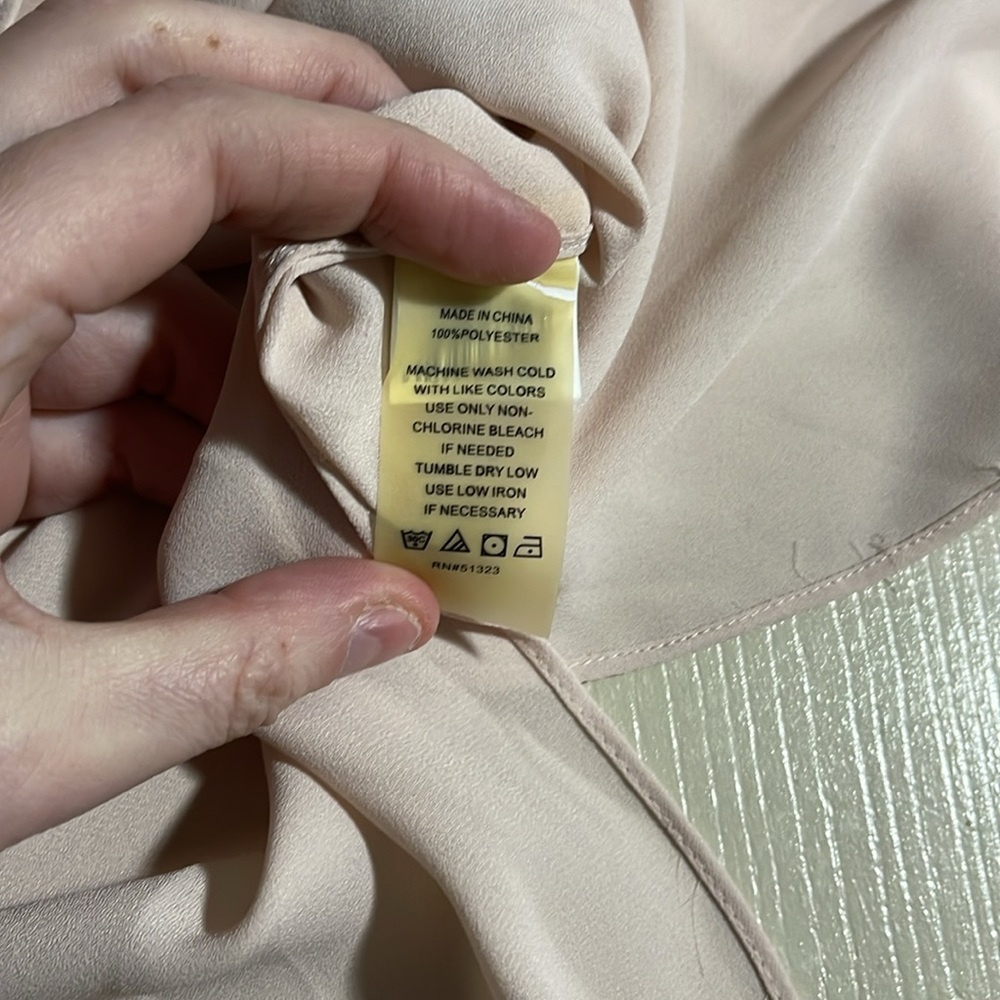 MADE IN CHINA
100%POLYESTER
MACHINE WASH COLD
WITH LIKE COLORS
USE ONLY NON-
CHLORINE BLEACH
IF NEEDED
TUMBLE DRY LOW
USE LOW IRON
IF NECESSARY
RN#51323